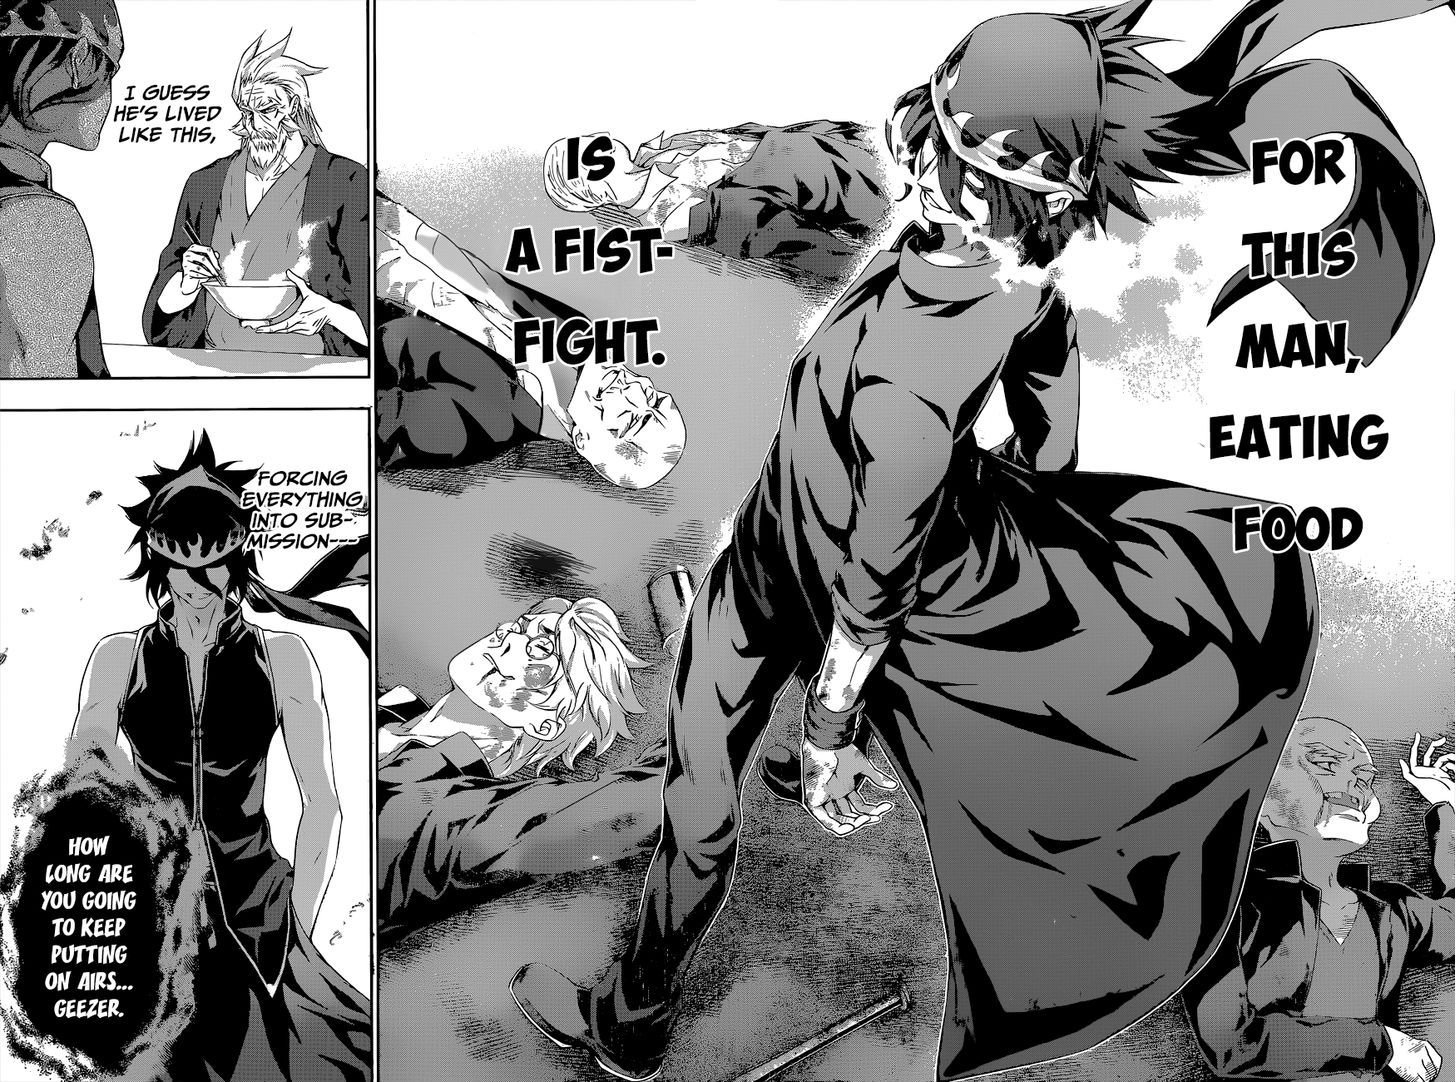 FOR
THIS
MAN,
EATING
FOOD
IS
A FIST-
FIGHT.
I GUESS
HE'S LIVED
LIKE THIS,
FORCING
EVERYTHING
INTO SUB-
MISSION---
HOW
LONG ARE
YOU GOING
TO KEEP
PUTTING
ON AIRS...
GEEZER.